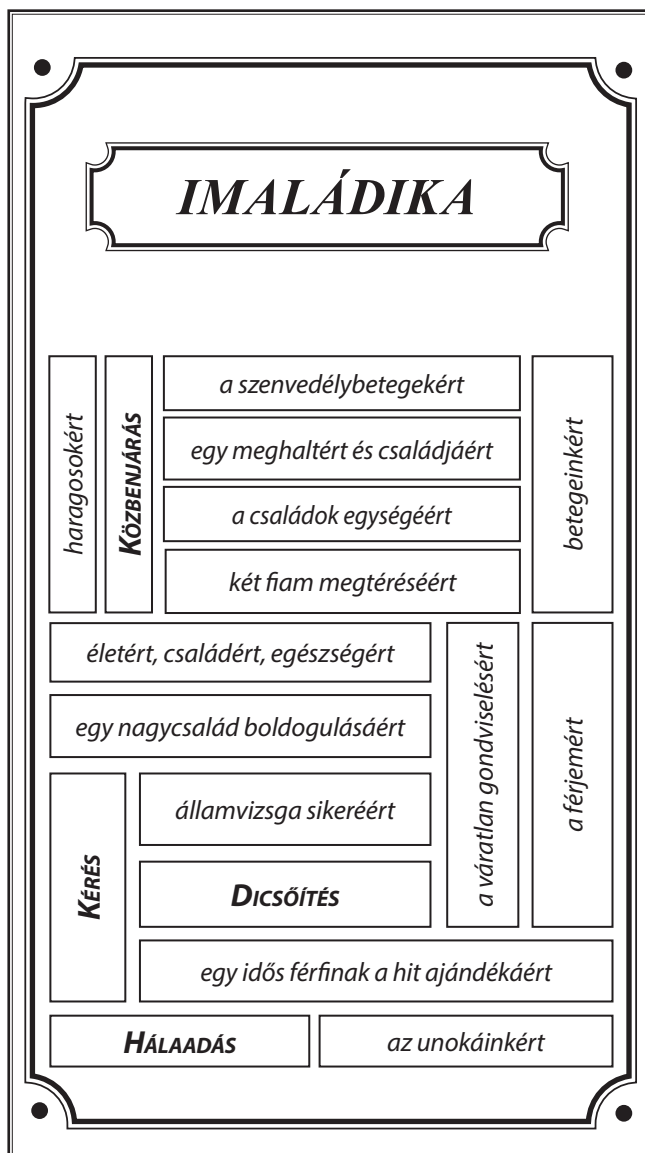 IMALÁDIKA
haragosokért
KÖZBENJÁRÁS
a szenvedélybetegekért
egy meghaltért és családjáért
a családok egységéért
két fiam megtéréséért
betegeinkért
életért, családért, egészségért
egy nagycsalád boldogulásáért
a váratlan gondviselésért
a férjemért
KÉRÉS
államvizsga sikeréért
DICSŐÍTÉS
egy idős férfinak a hit ajándékáért
HÁLAADÁS
az unokáinkért